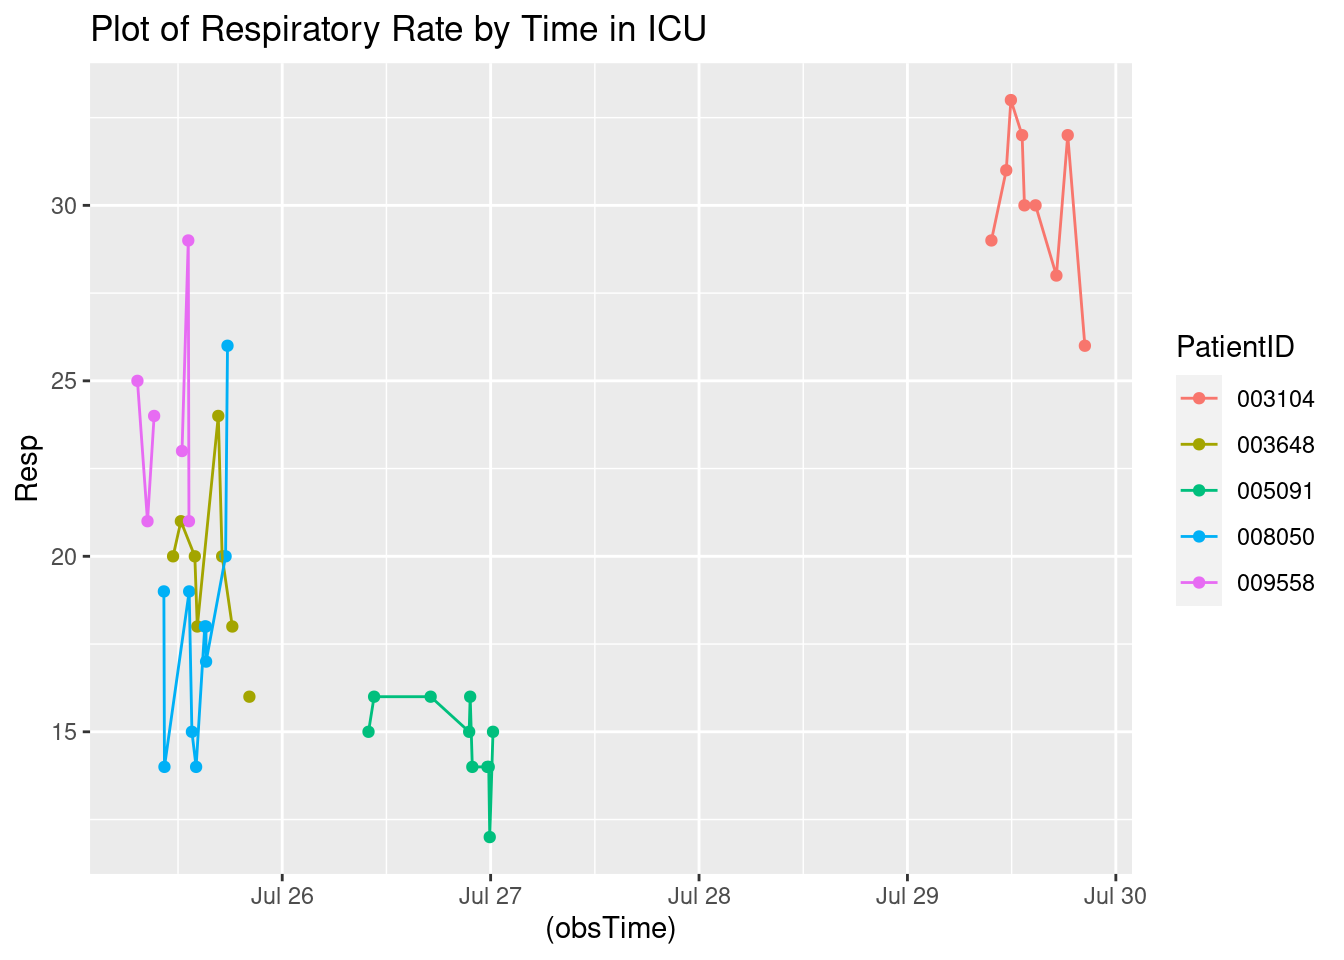 Plot of Respiratory Rate by Time in ICU
Resp
30
25
20
15
Jul 26
Jul 27
Jul 28
Jul 29
Jul 30
(obsTime)
PatientID
003104
003648
005091
008050
009558